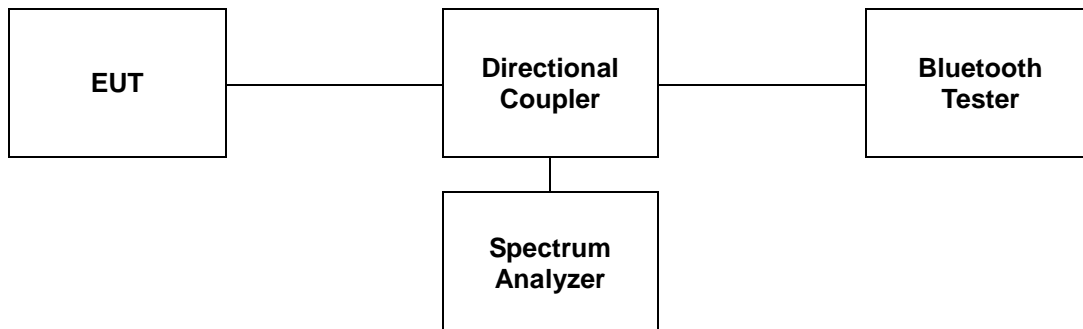 EUT
Directional
Coupler
Bluetooth
Tester
Spectrum
Analyzer